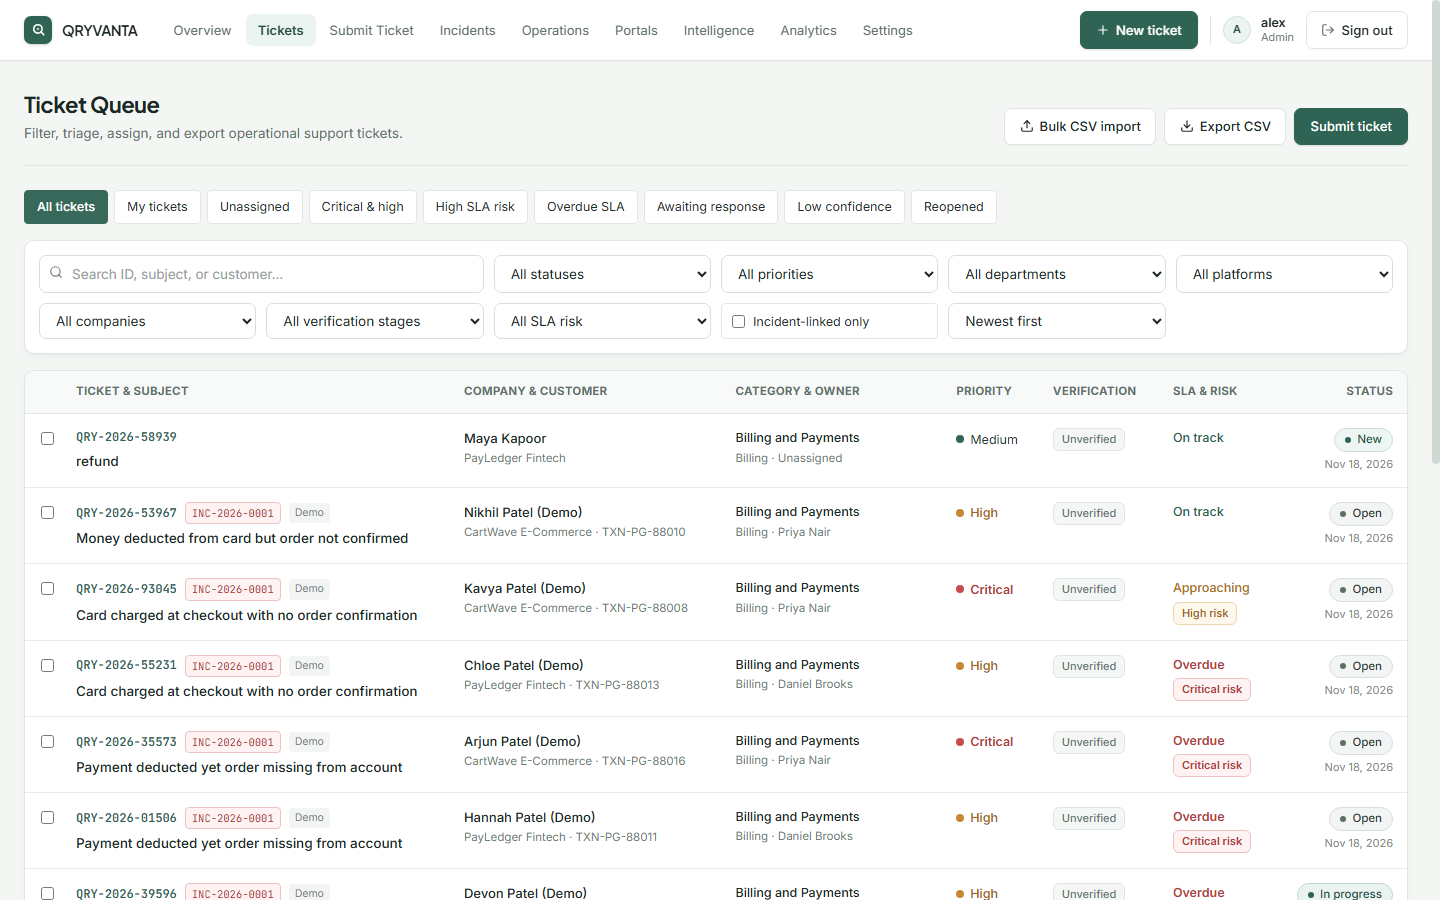 QRYVANTA
Overview
Tickets
Submit Ticket
Incidents
Operations
Portals
Intelligence
Analytics
Settings
New ticket
A
alex
Admin
Sign out
Ticket Queue
Filter, triage, assign, and export operational support tickets.
Bulk CSV import
Export CSV
Submit ticket
All tickets
My tickets
Unassigned
Critical & high
High SLA risk
Overdue SLA
Awaiting response
Low confidence
Reopened
Search ID, subject, or customer...
All statuses
All priorities
All departments
All platforms
All companies
All verification stages
All SLA risk
Incident-linked only
Newest first
TICKET & SUBJECT
COMPANY & CUSTOMER
CATEGORY & OWNER
PRIORITY
VERIFICATION
SLA & RISK
STATUS
QRY-2026-58939
refund
Maya Kapoor
PayLedger Fintech
Billing and Payments
Billing · Unassigned
Medium
Unverified
On track
New
Nov 18, 2026
QRY-2026-53967 INC-2026-0001 Demo
Money deducted from card but order not confirmed
Nikhil Patel (Demo)
CartWave E-Commerce · TXN-PG-88010
Billing and Payments
Billing · Priya Nair
High
Unverified
On track
Open
Nov 18, 2026
QRY-2026-93045 INC-2026-0001 Demo
Card charged at checkout with no order confirmation
Kavya Patel (Demo)
CartWave E-Commerce · TXN-PG-88008
Billing and Payments
Billing · Priya Nair
Critical
Unverified
Approaching
High risk
Open
Nov 18, 2026
QRY-2026-55231 INC-2026-0001 Demo
Card charged at checkout with no order confirmation
Chloe Patel (Demo)
PayLedger Fintech · TXN-PG-88013
Billing and Payments
Billing · Daniel Brooks
High
Unverified
Overdue
Critical risk
Open
Nov 18, 2026
QRY-2026-35573 INC-2026-0001 Demo
Payment deducted yet order missing from account
Arjun Patel (Demo)
CartWave E-Commerce · TXN-PG-88016
Billing and Payments
Billing · Priya Nair
Critical
Unverified
Overdue
Critical risk
Open
Nov 18, 2026
QRY-2026-01506 INC-2026-0001 Demo
Payment deducted yet order missing from account
Hannah Patel (Demo)
PayLedger Fintech · TXN-PG-88011
Billing and Payments
Billing · Daniel Brooks
High
Unverified
Overdue
Critical risk
Open
Nov 18, 2026
QRY-2026-39596 INC-2026-0001 Demo
Devon Patel (Demo)
Billing and Payments
High
Unverified
Overdue
In progress